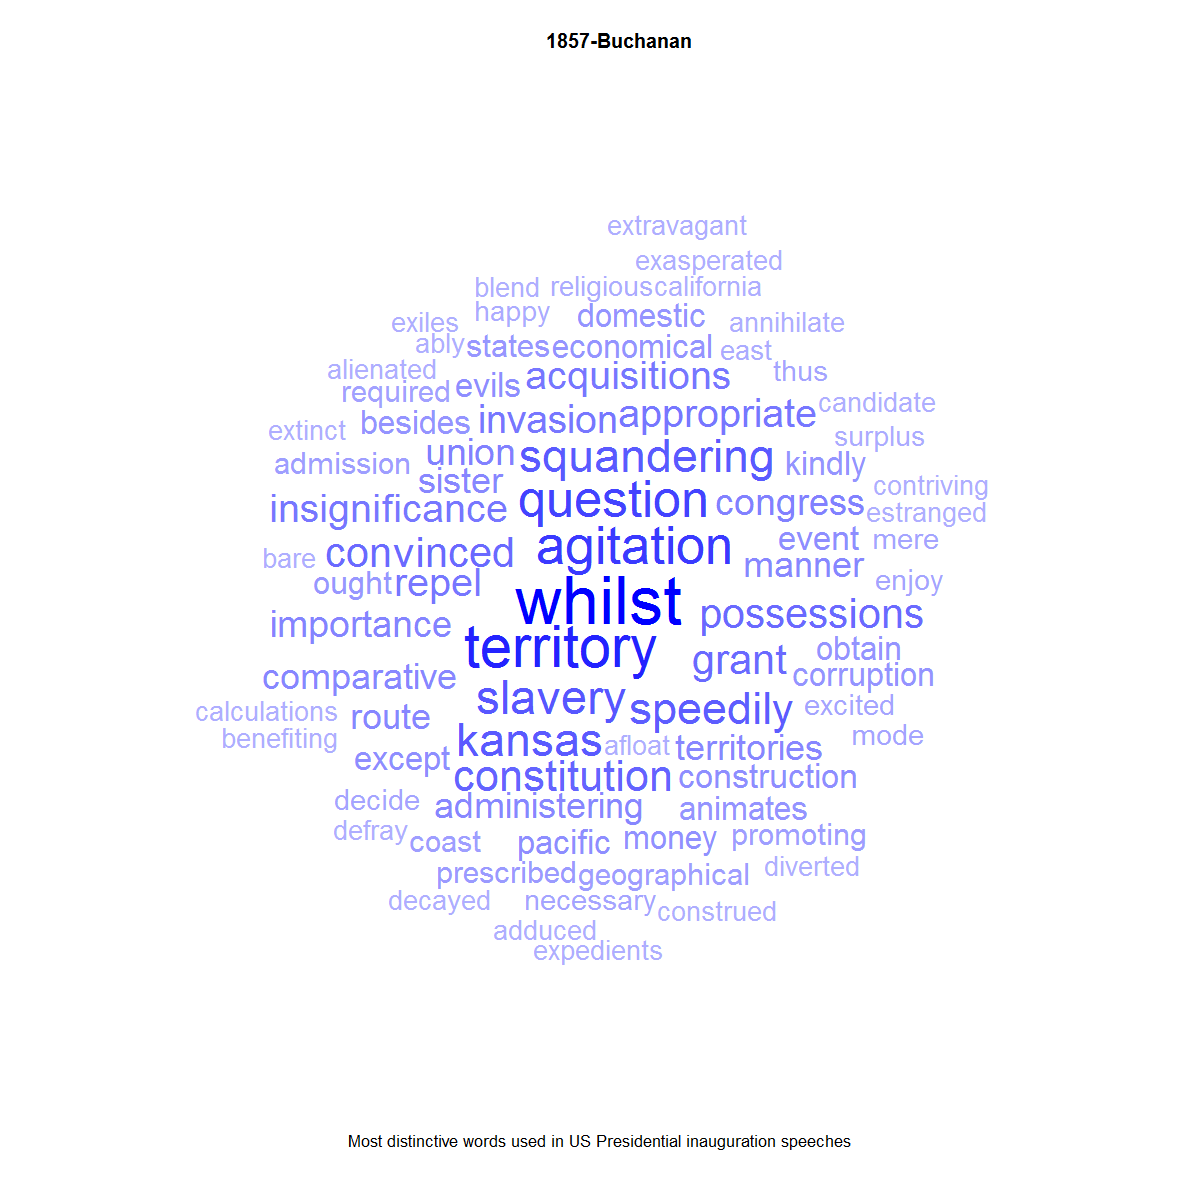 1857-Buchanan
extravagant
exasperated
blend religious california
exiles happy domestic annihilate
ably states economical east
alienated required evils acquisitions thus
extinct besides invasion appropriate candidate
admission union squandering kindly surplus
sister
insignificance question congress contriving estranged
bare convinced agitation event mere
ought repel manner enjoy
whilst
importance possessions
territory grant obtain
comparative corruption
calculations route slavery speedily excited
benefiting kansas afloat territories mode
except constitution construction
decide administering animates
defray coast pacific money promoting
prescribed geographical diverted
decayed necessary construed
adduced
expedients
Most distinctive words used in US Presidential inauguration speeches